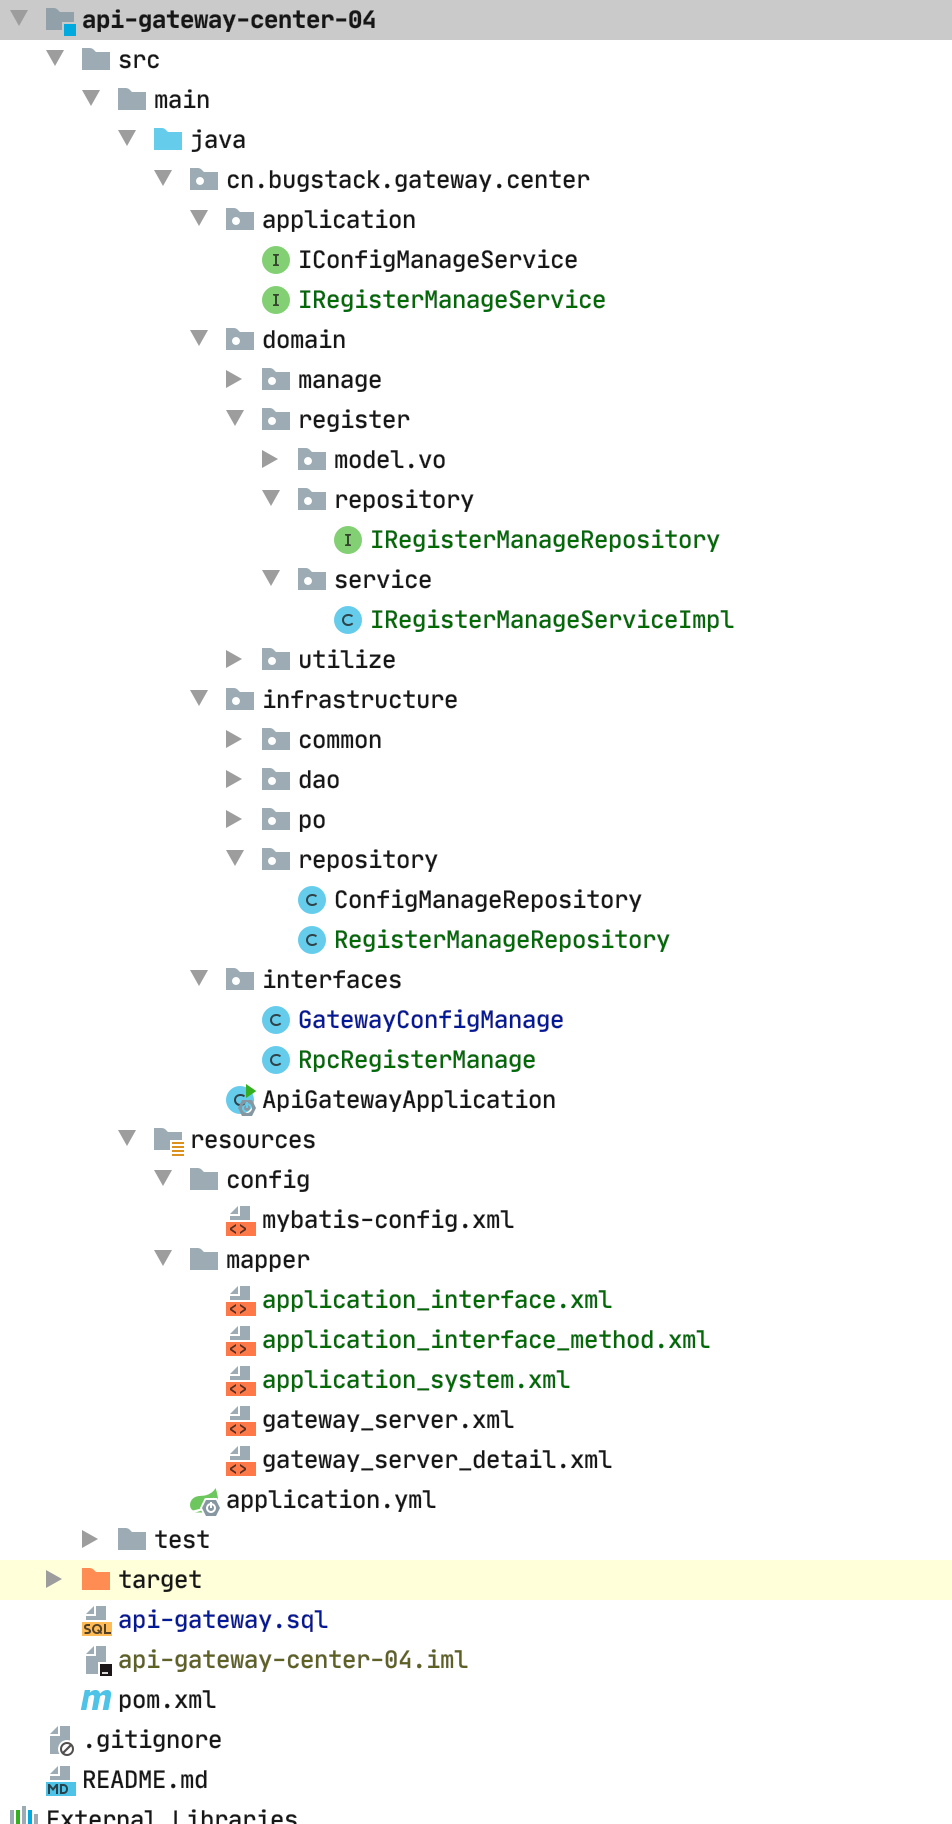 api-gateway-center-04
src
main
java
cn.bugstack.gateway.center
application
I IConfigManageService
I IRegisterManageService
domain
manage
register
model.vo
repository
I IRegisterManageRepository
service
C IRegisterManageServiceImpl
utilize
infrastructure
common
dao
po
repository
C ConfigManageRepository
C RegisterManageRepository
interfaces
C GatewayConfigManage
C RpcRegisterManage
C ApiGatewayApplication
resources
config
<> mybatis-config.xml
mapper
<> application_interface.xml
<> application_interface_method.xml
<> application_system.xml
<> gateway_server.xml
<> gateway_server_detail.xml
application.yml
test
target
SQL api-gateway.sql
api-gateway-center-04.iml
m pom.xml
.gitignore
MD README.md
External Libraries